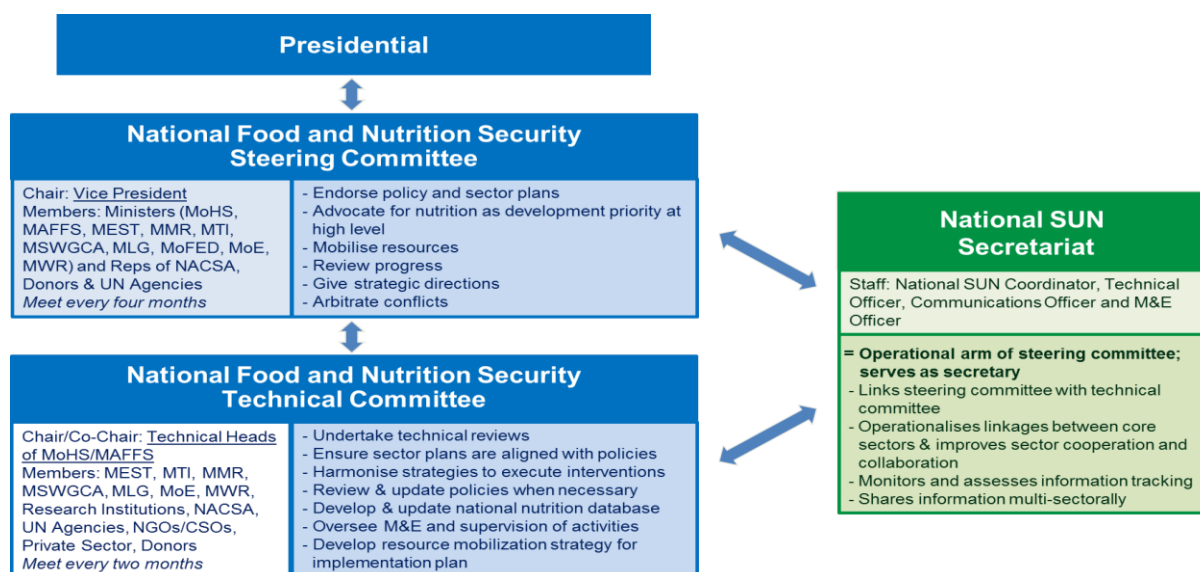 Presidential
National Food and Nutrition Security
Steering Committee
Chair: Vice President
Members: Ministers (MoHS,
MAFFS, MEST, MMR, MTI,
MSWGCA, MLG, MoFED, MoE,
MWR) and Reps of NACSA,
Donors & UN Agencies
Meet every four months
- Endorse policy and sector plans
- Advocate for nutrition as development priority at
high level
- Mobilise resources
- Review progress
- Give strategic directions
- Arbitrate conflicts
National Food and Nutrition Security
Technical Committee
Chair/Co-Chair: Technical Heads
of MoHS/MAFFS
Members: MEST, MTI, MMR,
MSWGCA, MLG, MoE, MWR,
Research Institutions, NACSA,
UN Agencies, NGOs/CSOs,
Private Sector, Donors
Meet every two months
- Undertake technical reviews
- Ensure sector plans are aligned with policies
- Harmonise strategies to execute interventions
- Review & update policies when necessary
- Develop & update national nutrition database
- Oversee M&E and supervision of activities
- Develop resource mobilization strategy for
implementation plan
National SUN
Secretariat
Staff: National SUN Coordinator, Technical
Officer, Communications Officer and M&E
Officer
= Operational arm of steering committee;
serves as secretary
- Links steering committee with technical
committee
- Operationalises linkages between core
sectors & improves sector cooperation and
collaboration
- Monitors and assesses information tracking
- Shares information multi-sectorally